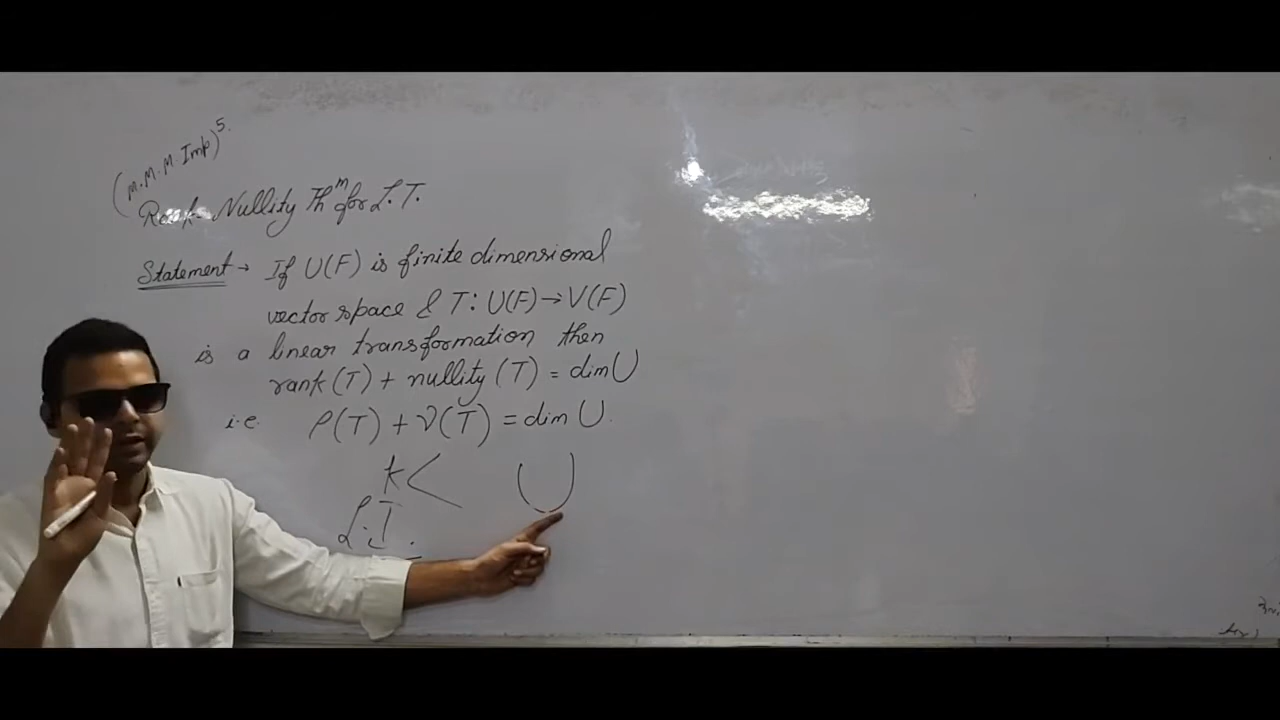 (M.M.M. Imp)⁵.
Rank-Nullity Thᵐ for L.T.
Statement → If U(F) is finite dimensional
vector space & T: U(F) → V(F)
is a linear transformation then
rank(T) + nullity(T) = dim U
i.e. ρ(T) + ν(T) = dim U.
k < U
L.T.